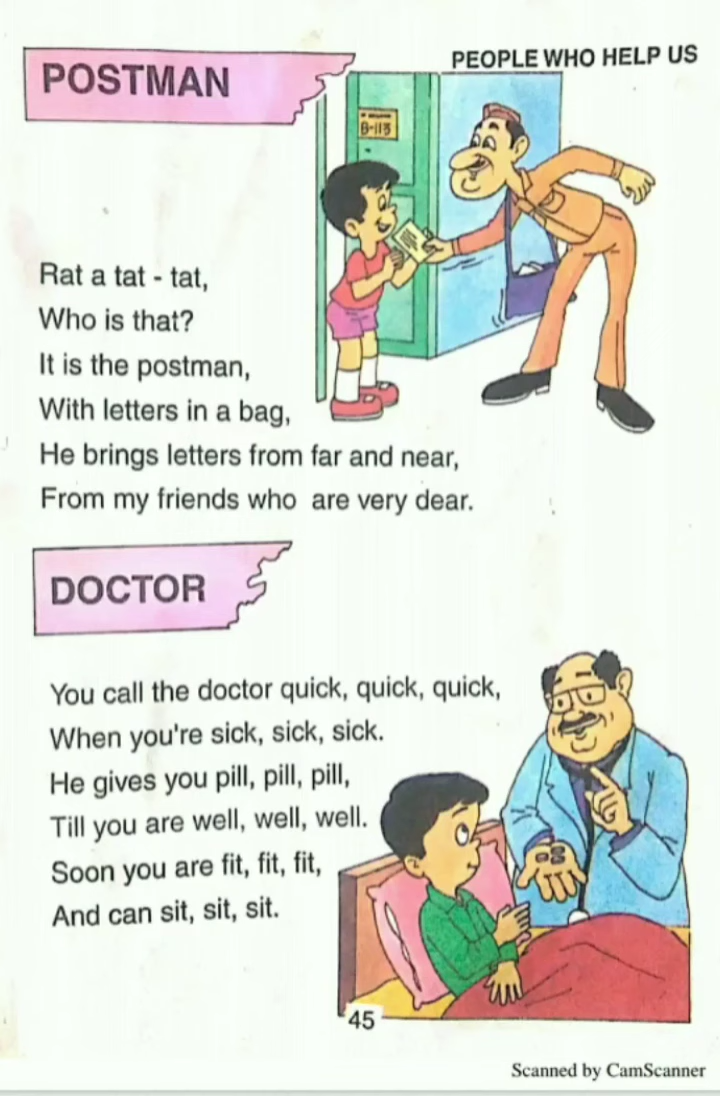 PEOPLE WHO HELP US
POSTMAN
B-113
Rat a tat - tat,
Who is that?
It is the postman,
With letters in a bag,
He brings letters from far and near,
From my friends who are very dear.
DOCTOR
You call the doctor quick, quick, quick,
When you're sick, sick, sick.
He gives you pill, pill, pill,
Till you are well, well, well.
Soon you are fit, fit, fit,
And can sit, sit, sit.
45
Scanned by CamScanner